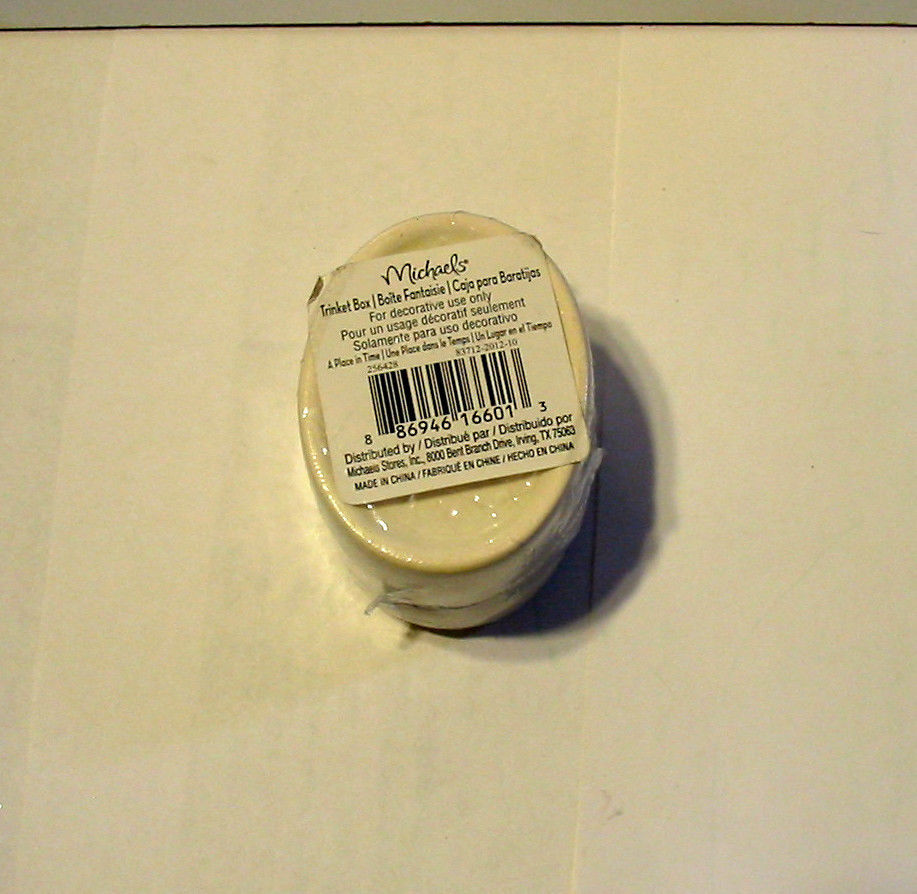 Michaels®
Trinket Box | Boîte Fantaisie | Caja para Baratijas
For decorative use only
Pour un usage décoratif seulement
Solamente para uso decorativo
A Place in Time | Une Place dans le Temps | Un Lugar en el Tiempo
256428 83712-2012-10
8 86946 16601 3
Distributed by / Distribué par / Distribuido por
Michaels Stores, Inc., 8000 Bent Branch Drive, Irving, TX 75063
MADE IN CHINA / FABRIQUÉ EN CHINE / HECHO EN CHINA